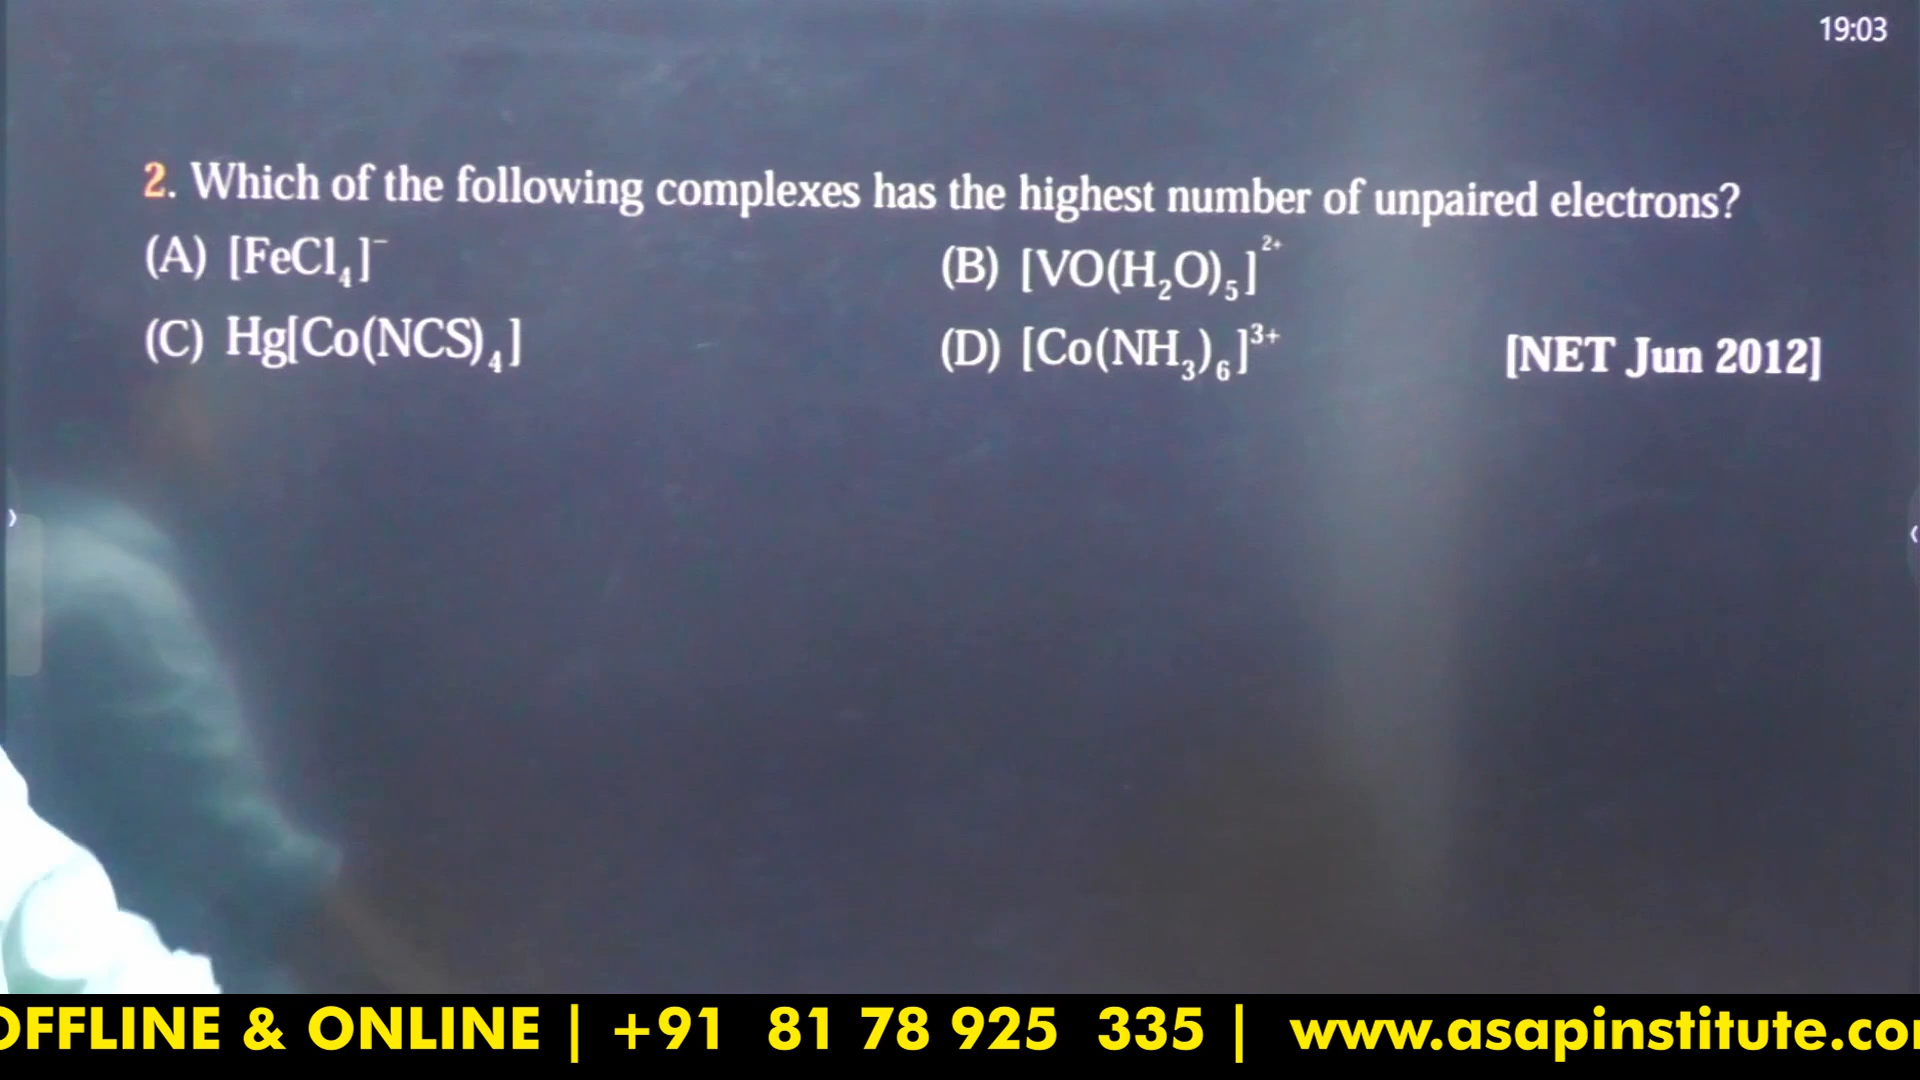 19:03
2. Which of the following complexes has the highest number of unpaired electrons?
(A) [FeCl₄]⁻ (B) [VO(H₂O)₅]²⁺
(C) Hg[Co(NCS)₄] (D) [Co(NH₃)₆]³⁺ [NET Jun 2012]
OFFLINE & ONLINE | +91 81 78 925 335 | www.asapinstitute.co